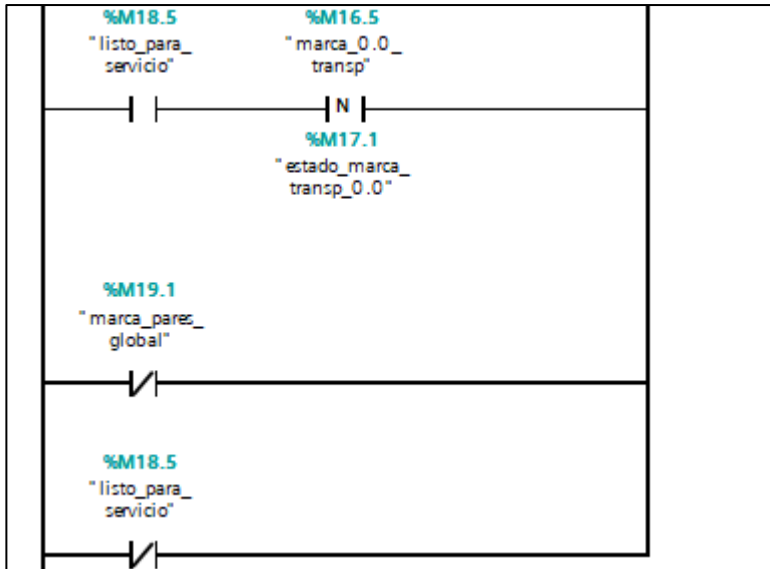 %M18.5
"listo_para_
servicio"
%M16.5
"marca_0.0_
transp"
N
%M17.1
"estado_marca_
transp_0.0"
%M19.1
"marca_pares_
global"
%M18.5
"listo_para_
servicio"